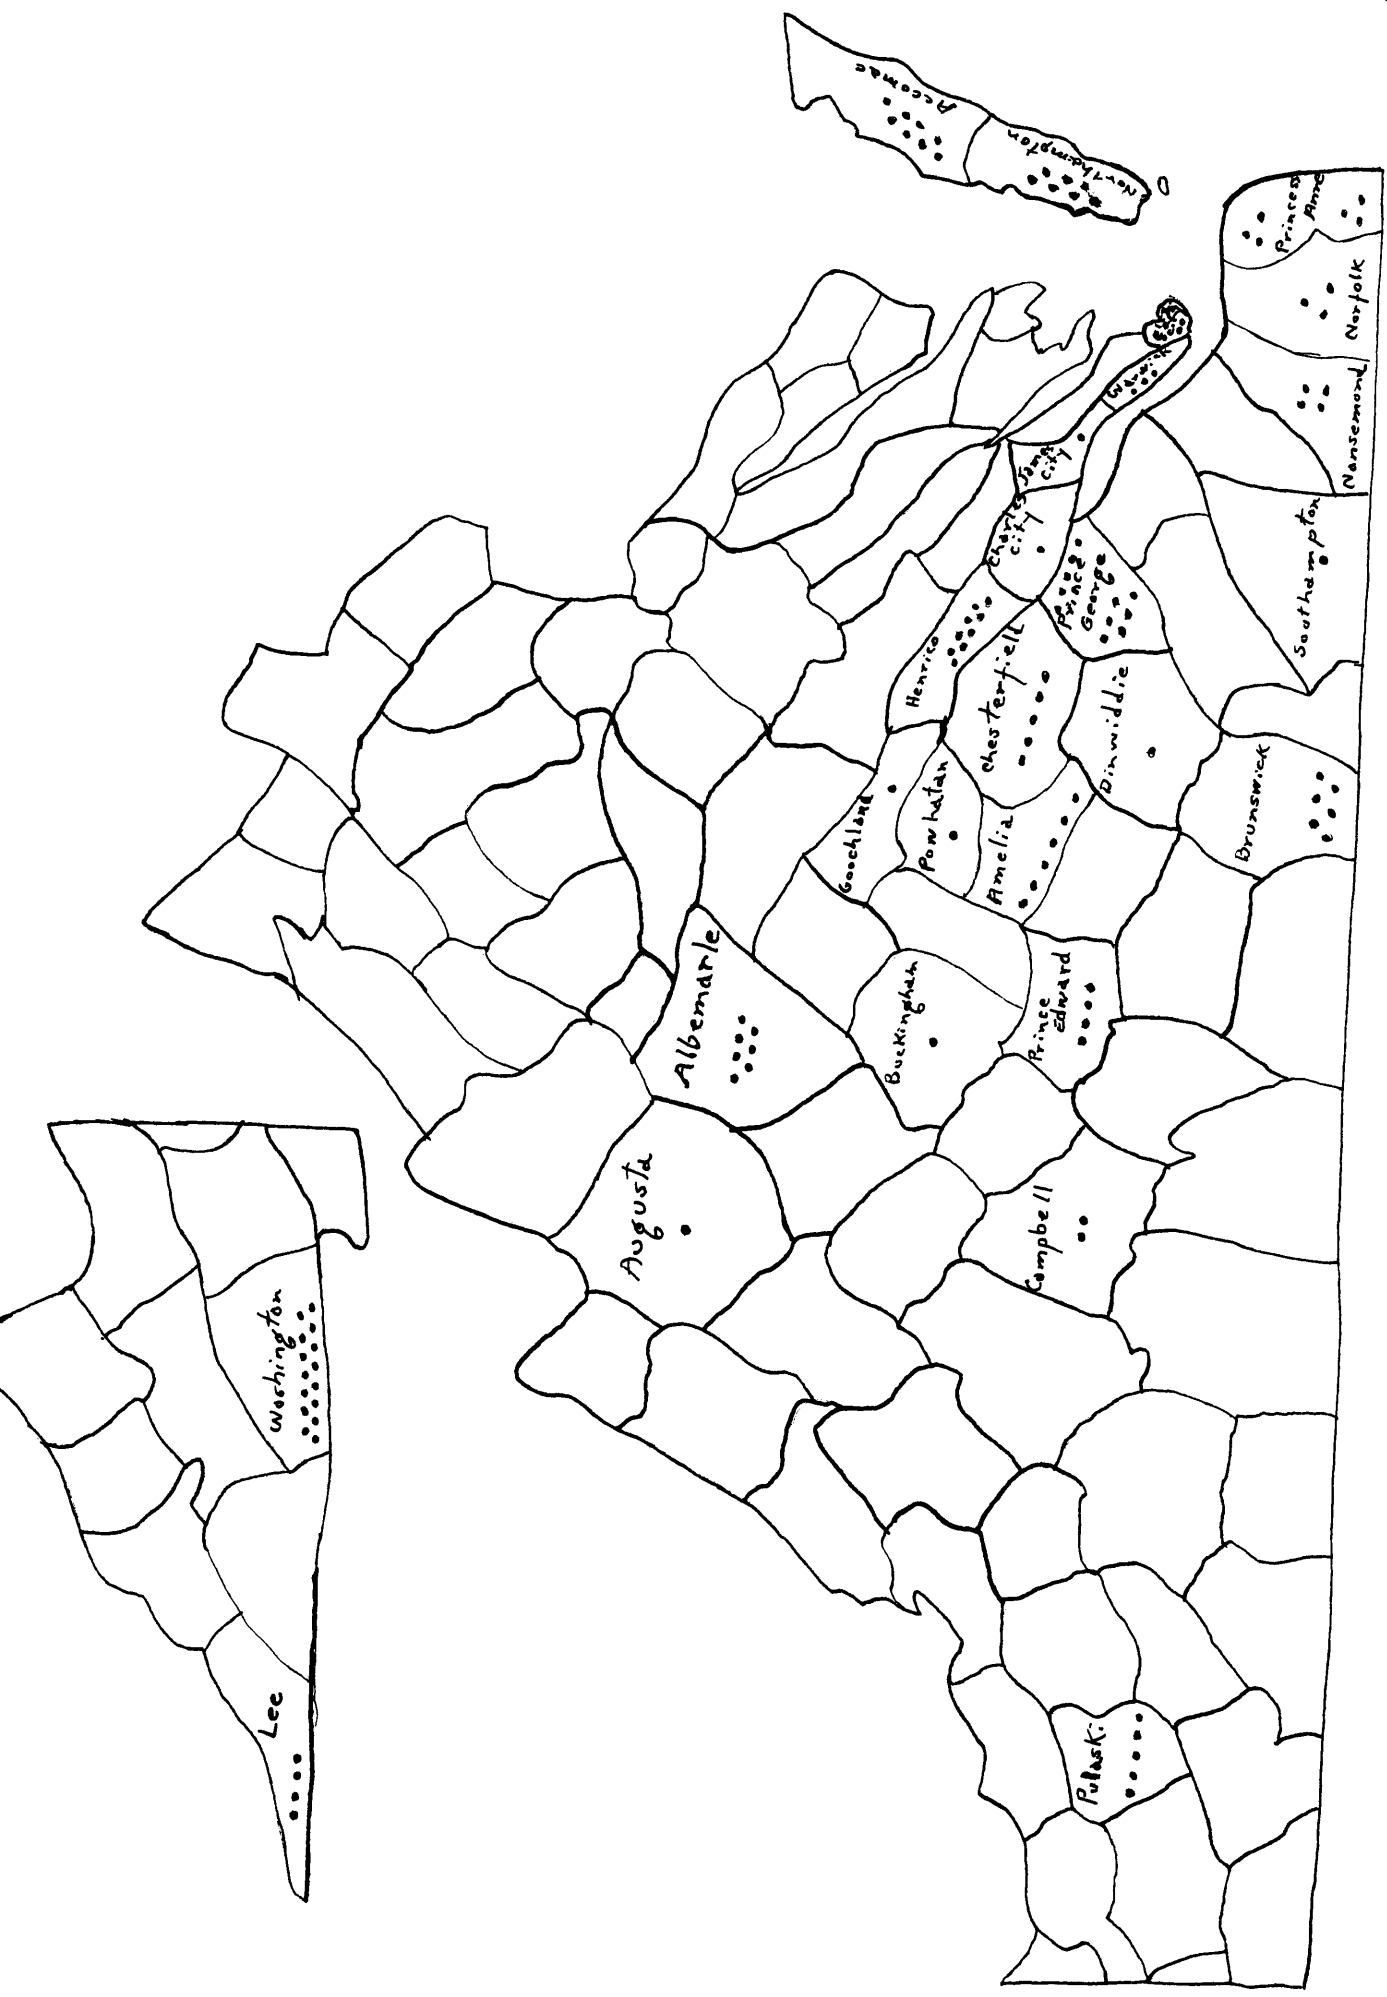 Accomac
Northampton
Princess
Anne
Norfolk
Nansemond
Warwick
James
City
Charles
City
Southampton
Prince
George
Henrico
Chesterfield
Dinwiddie
Brunswick
Goochland
Powhatan
Amelia
Albemarle
Buckingham
Prince
Edward
Augusta
Campbell
Washington
Lee
Pulaski